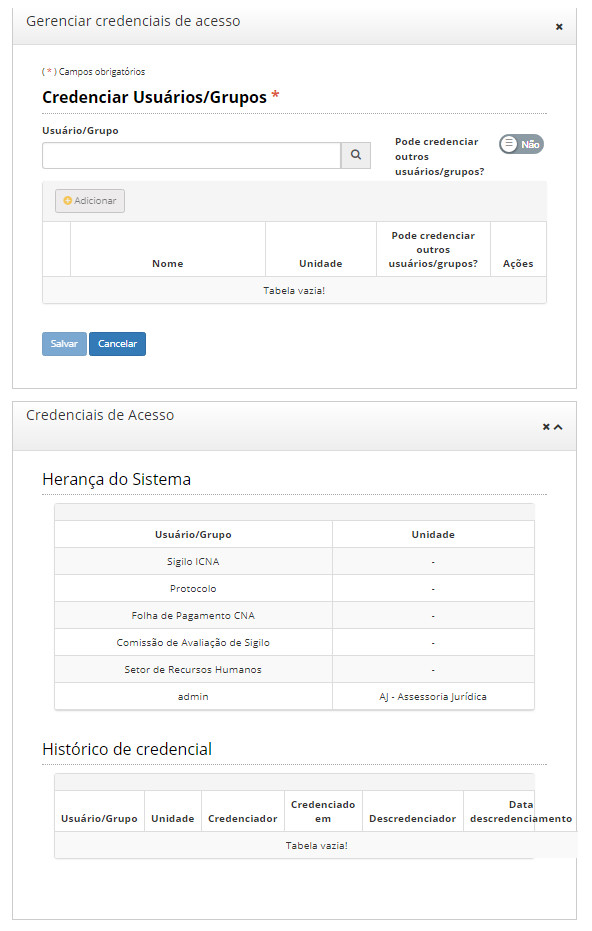 Gerenciar credenciais de acesso
( * ) Campos obrigatórios
Credenciar Usuários/Grupos *
Usuário/Grupo
Pode credenciar
outros
usuários/grupos?
Não
Adicionar
Nome Unidade Pode credenciar outros usuários/grupos? Ações
Tabela vazia!
Salvar Cancelar
Credenciais de Acesso
Herança do Sistema
Usuário/Grupo Unidade
Sigilo ICNA -
Protocolo -
Folha de Pagamento CNA -
Comissão de Avaliação de Sigilo -
Setor de Recursos Humanos -
admin AJ - Assessoria Jurídica
Histórico de credencial
Usuário/Grupo Unidade Credenciador Credenciado em Descredenciador Data descredenciamento
Tabela vazia!